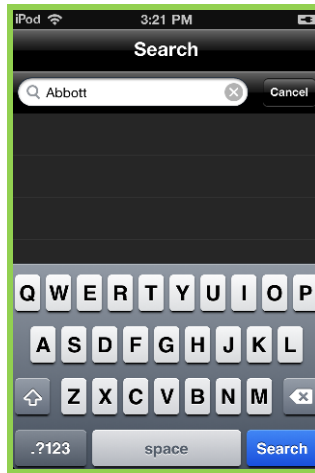 iPod 3:21 PM
Search
Abbott Cancel
Q W E R T Y U I O P
A S D F G H J K L
Z X C V B N M
.?123 space Search